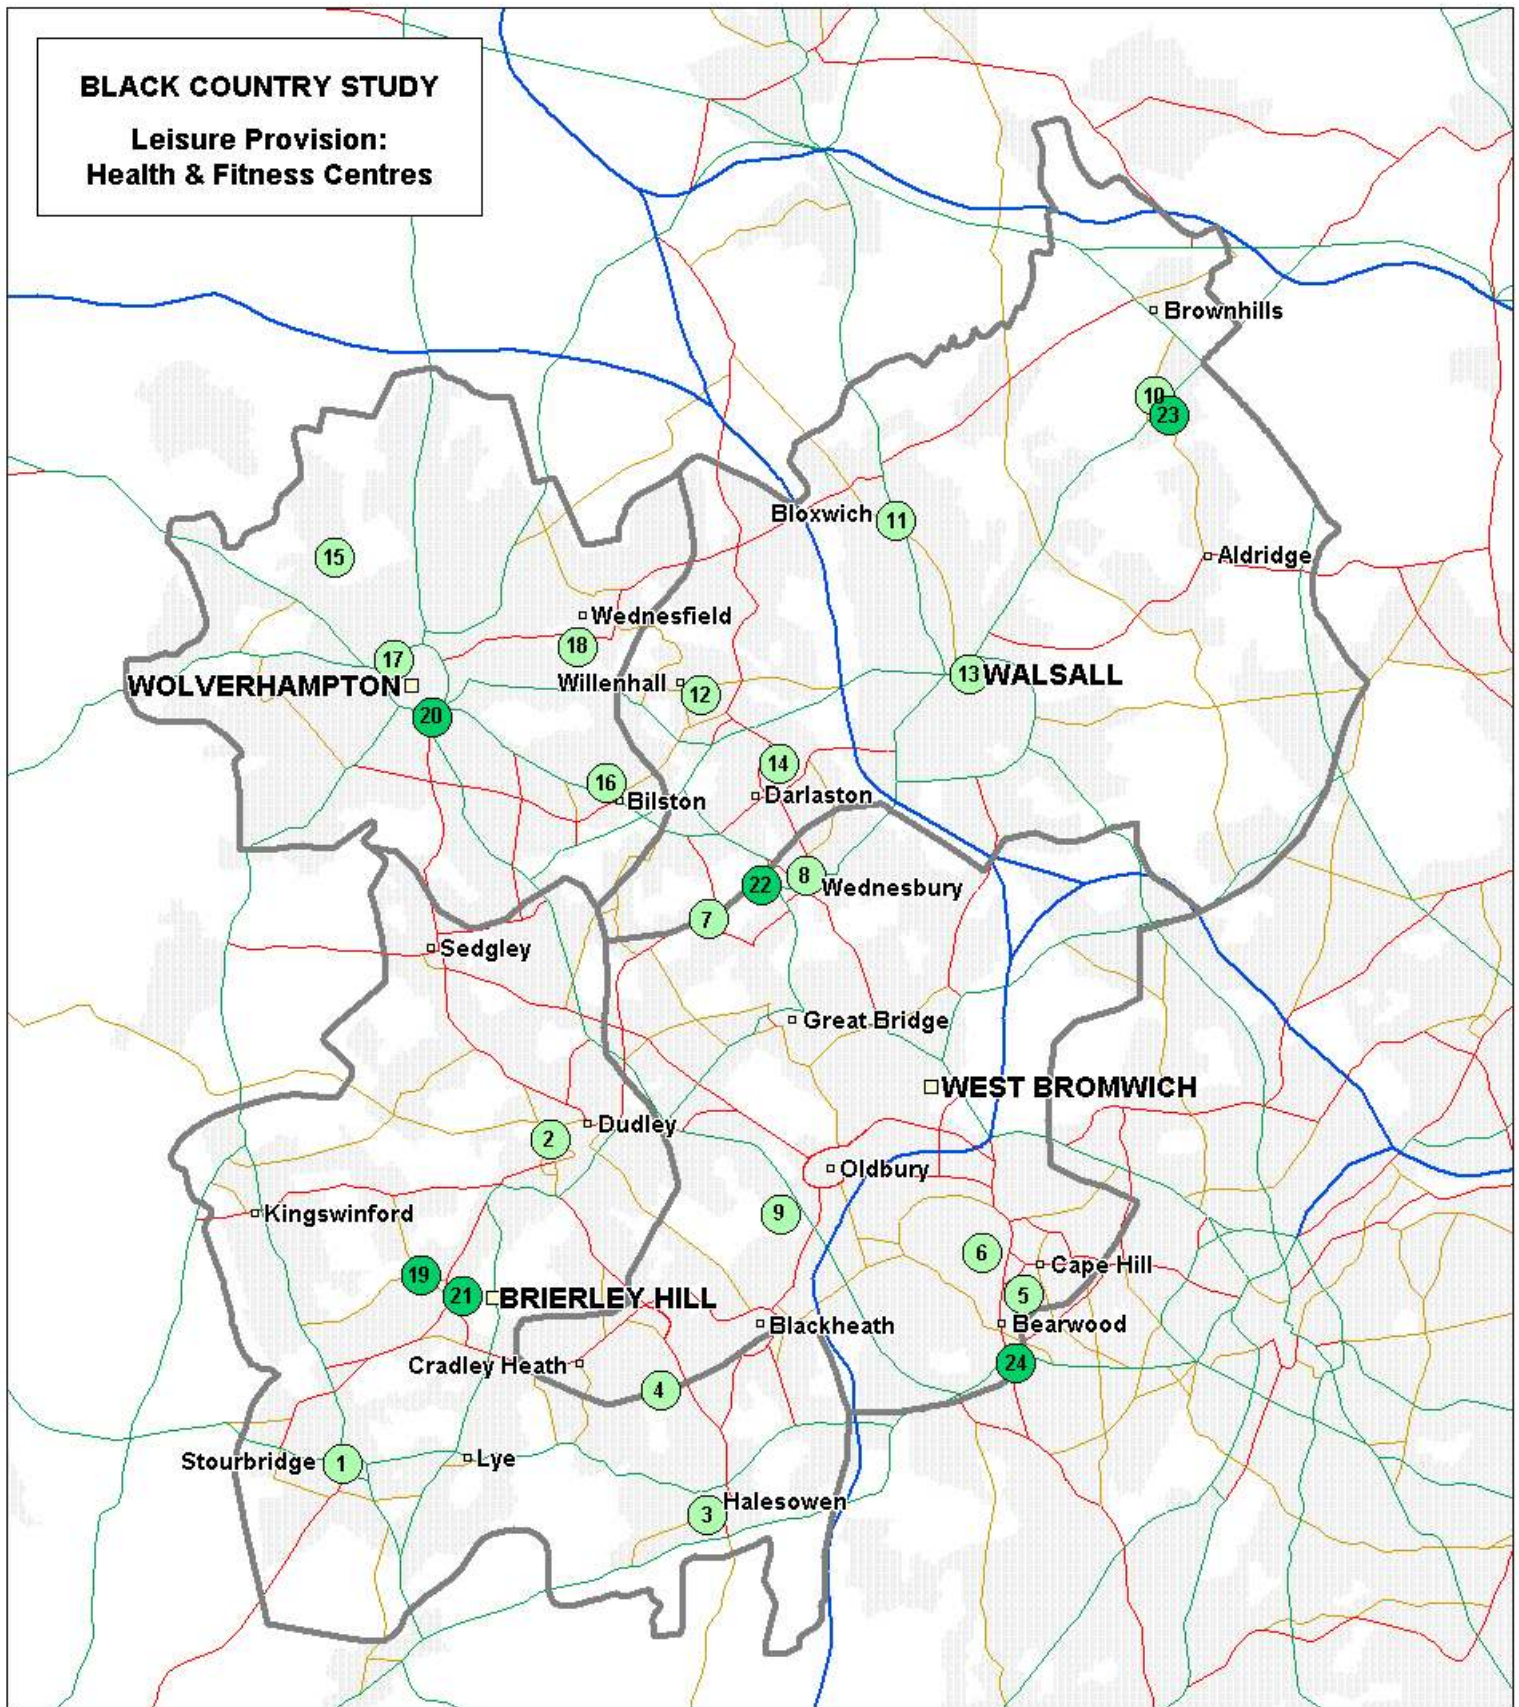 BLACK COUNTRY STUDY
Leisure Provision:
Health & Fitness Centres
Brownhills
10
23
Bloxwich
11
15
Aldridge
Wednesfield
18
17
WOLVERHAMPTON
Willenhall
12
13
WALSALL
20
14
16
Bilston
Darlaston
22
8
Wednesbury
7
Sedgley
Great Bridge
WEST BROMWICH
2
Dudley
Oldbury
Kingswinford
9
6
Cape Hill
19
21
BRIERLEY HILL
5
Blackheath
Bearwood
Cradley Heath
24
4
Stourbridge
1
Lye
3
Halesowen